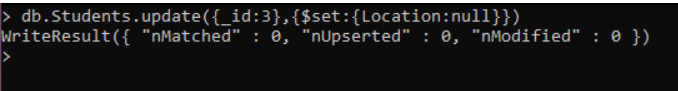 > db.Students.update({_id:3},{$set:{Location:null}})
WriteResult({ "nMatched" : 0, "nUpserted" : 0, "nModified" : 0 })
>